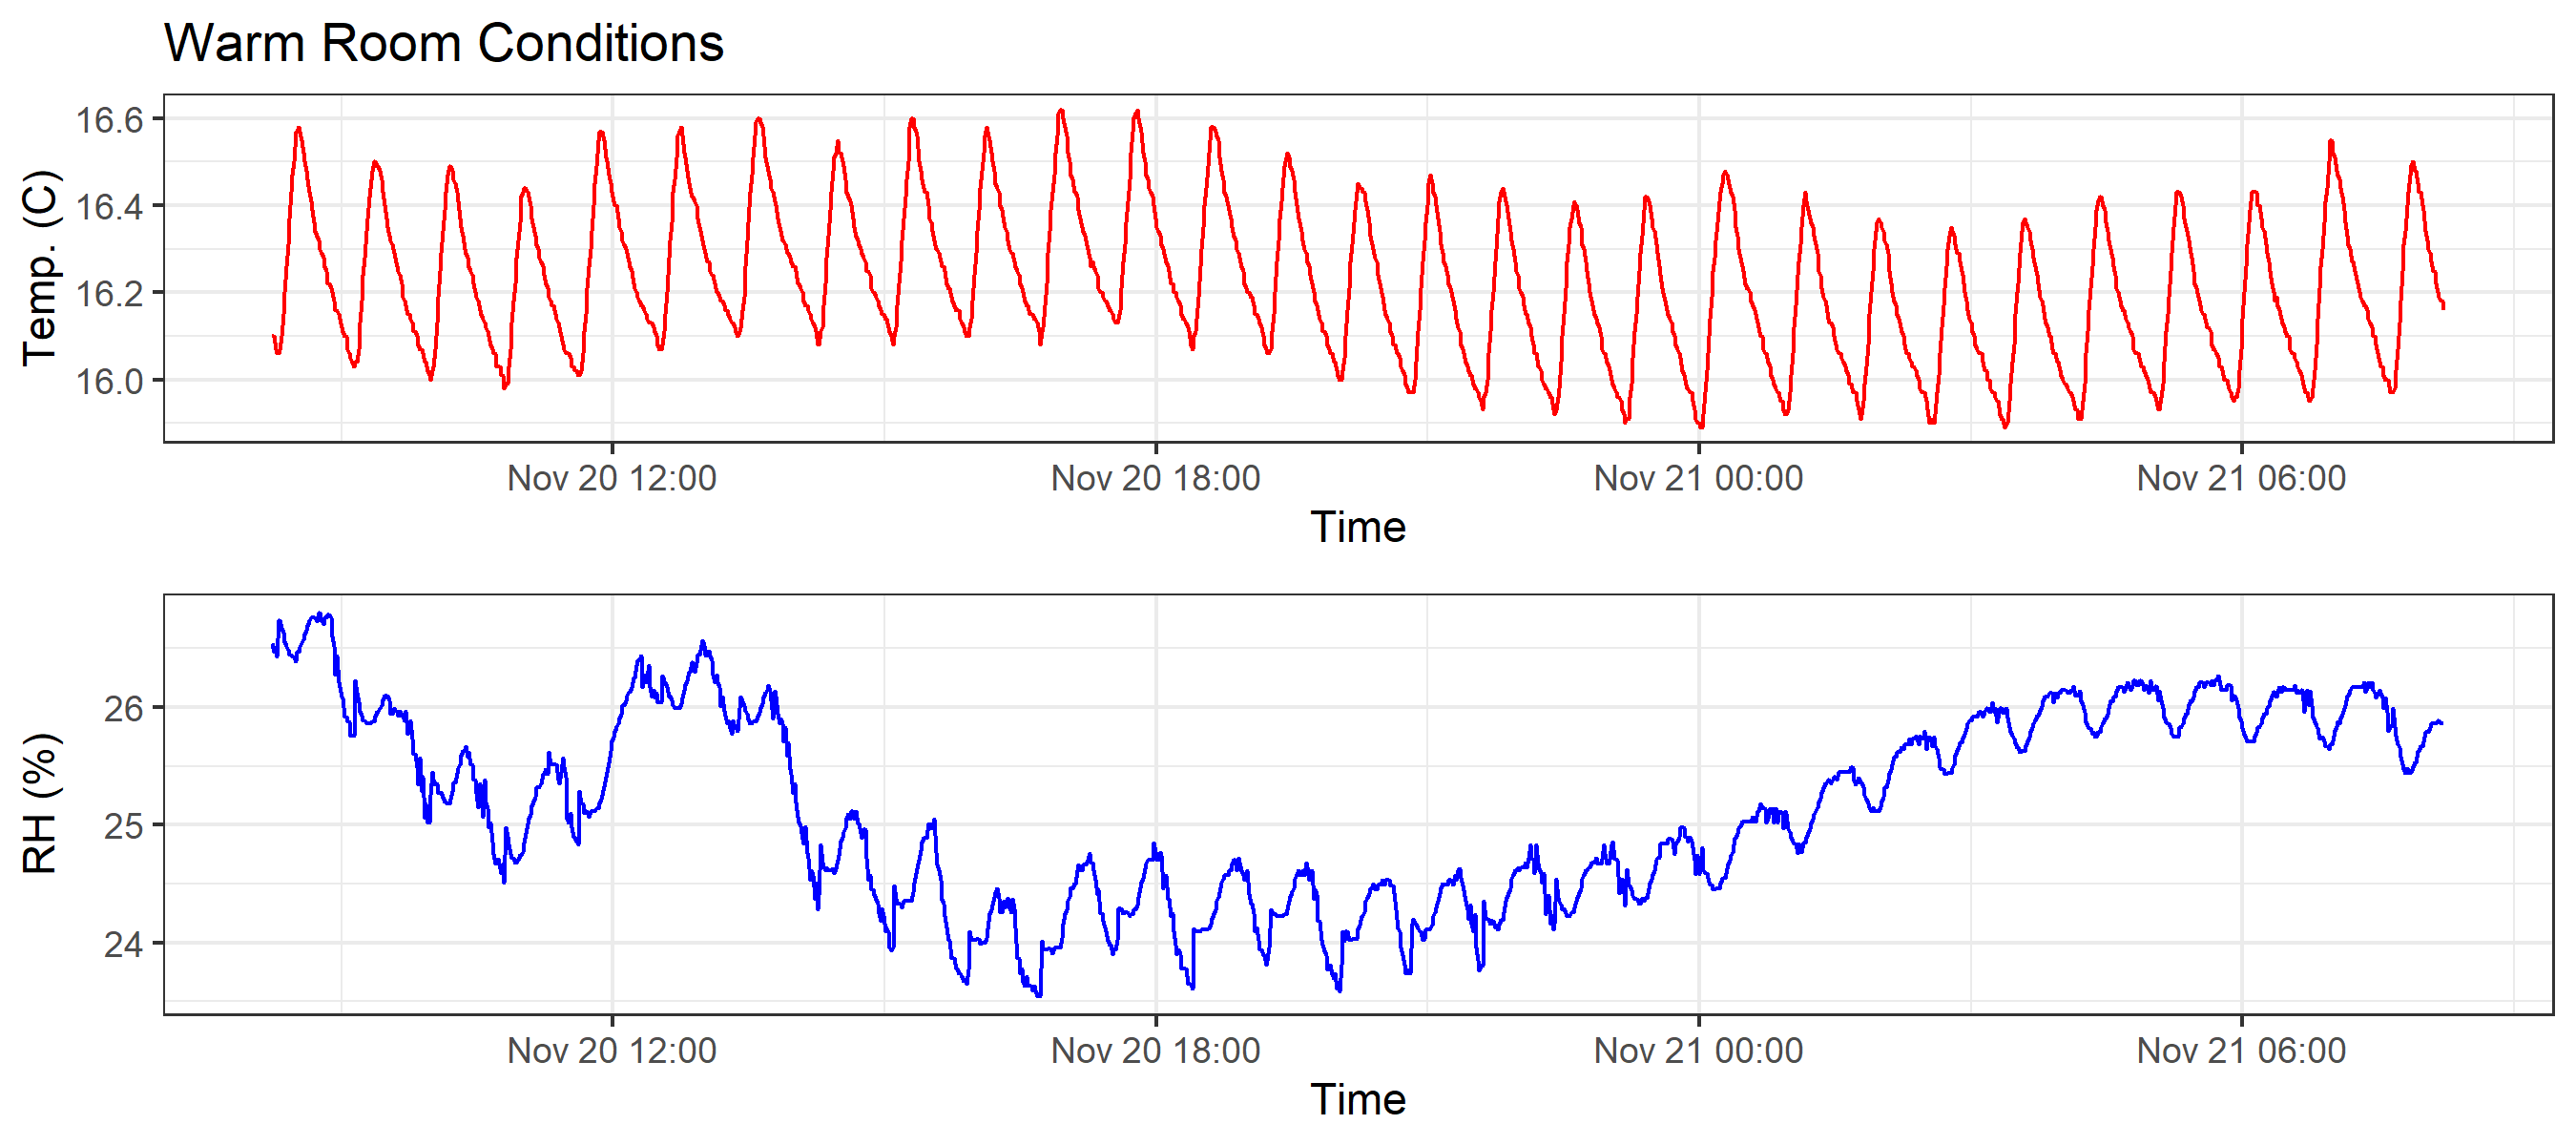 Warm Room Conditions
Temp. (C)
16.6
16.4
16.2
16.0
Nov 20 12:00 Nov 20 18:00 Nov 21 00:00 Nov 21 06:00
Time
RH (%)
26
25
24
Nov 20 12:00 Nov 20 18:00 Nov 21 00:00 Nov 21 06:00
Time